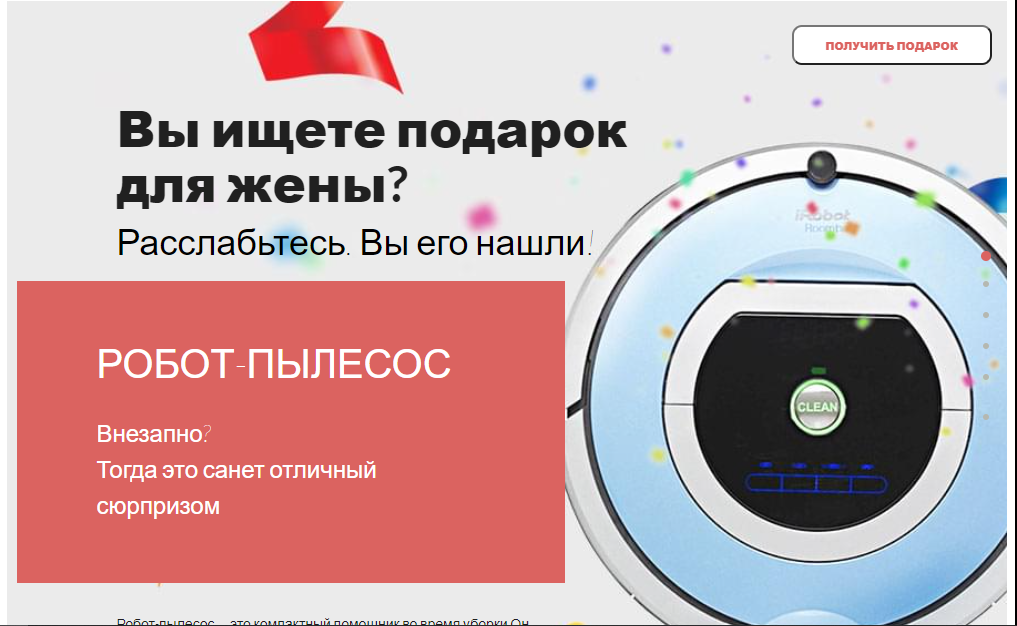 ПОЛУЧИТЬ ПОДАРОК
Вы ищете подарок
для жены?
Расслабьтесь. Вы его нашли!
iRobot
Roomba
РОБОТ-ПЫЛЕСОС
Внезапно?
Тогда это санет отличный
сюрпризом
CLEAN
Робот-пылесос — это компактный помощник во время уборки.Он